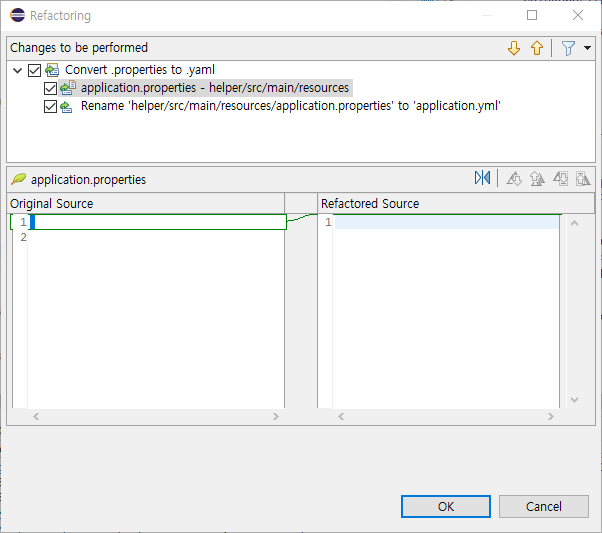 Refactoring
Changes to be performed
Convert .properties to .yaml
application.properties - helper/src/main/resources
Rename 'helper/src/main/resources/application.properties' to 'application.yml'
application.properties
Original Source
Refactored Source
1
2
1
OK
Cancel